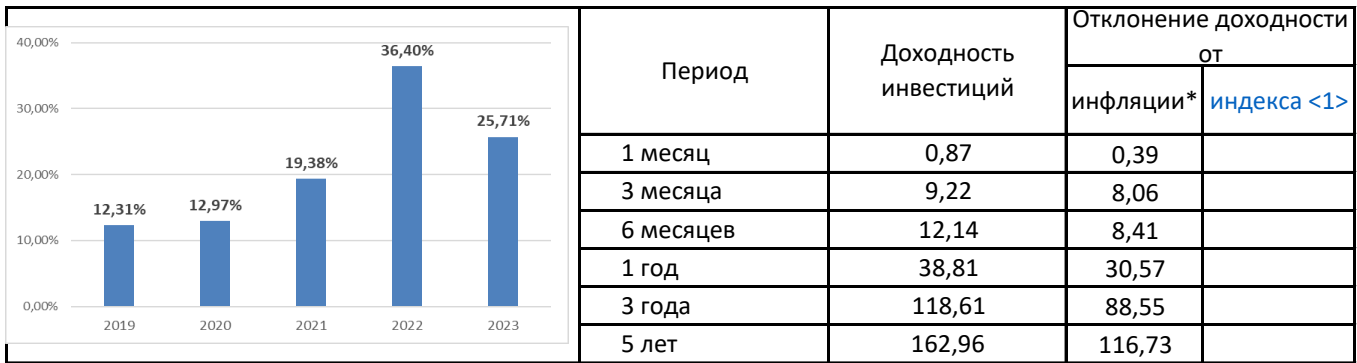 40,00%
30,00%
20,00%
10,00%
0,00%
12,31%
12,97%
19,38%
36,40%
25,71%
2019 2020 2021 2022 2023
Период
Доходность
инвестиций
Отклонение доходности
от
инфляции* индекса <1>
1 месяц 0,87 0,39
3 месяца 9,22 8,06
6 месяцев 12,14 8,41
1 год 38,81 30,57
3 года 118,61 88,55
5 лет 162,96 116,73